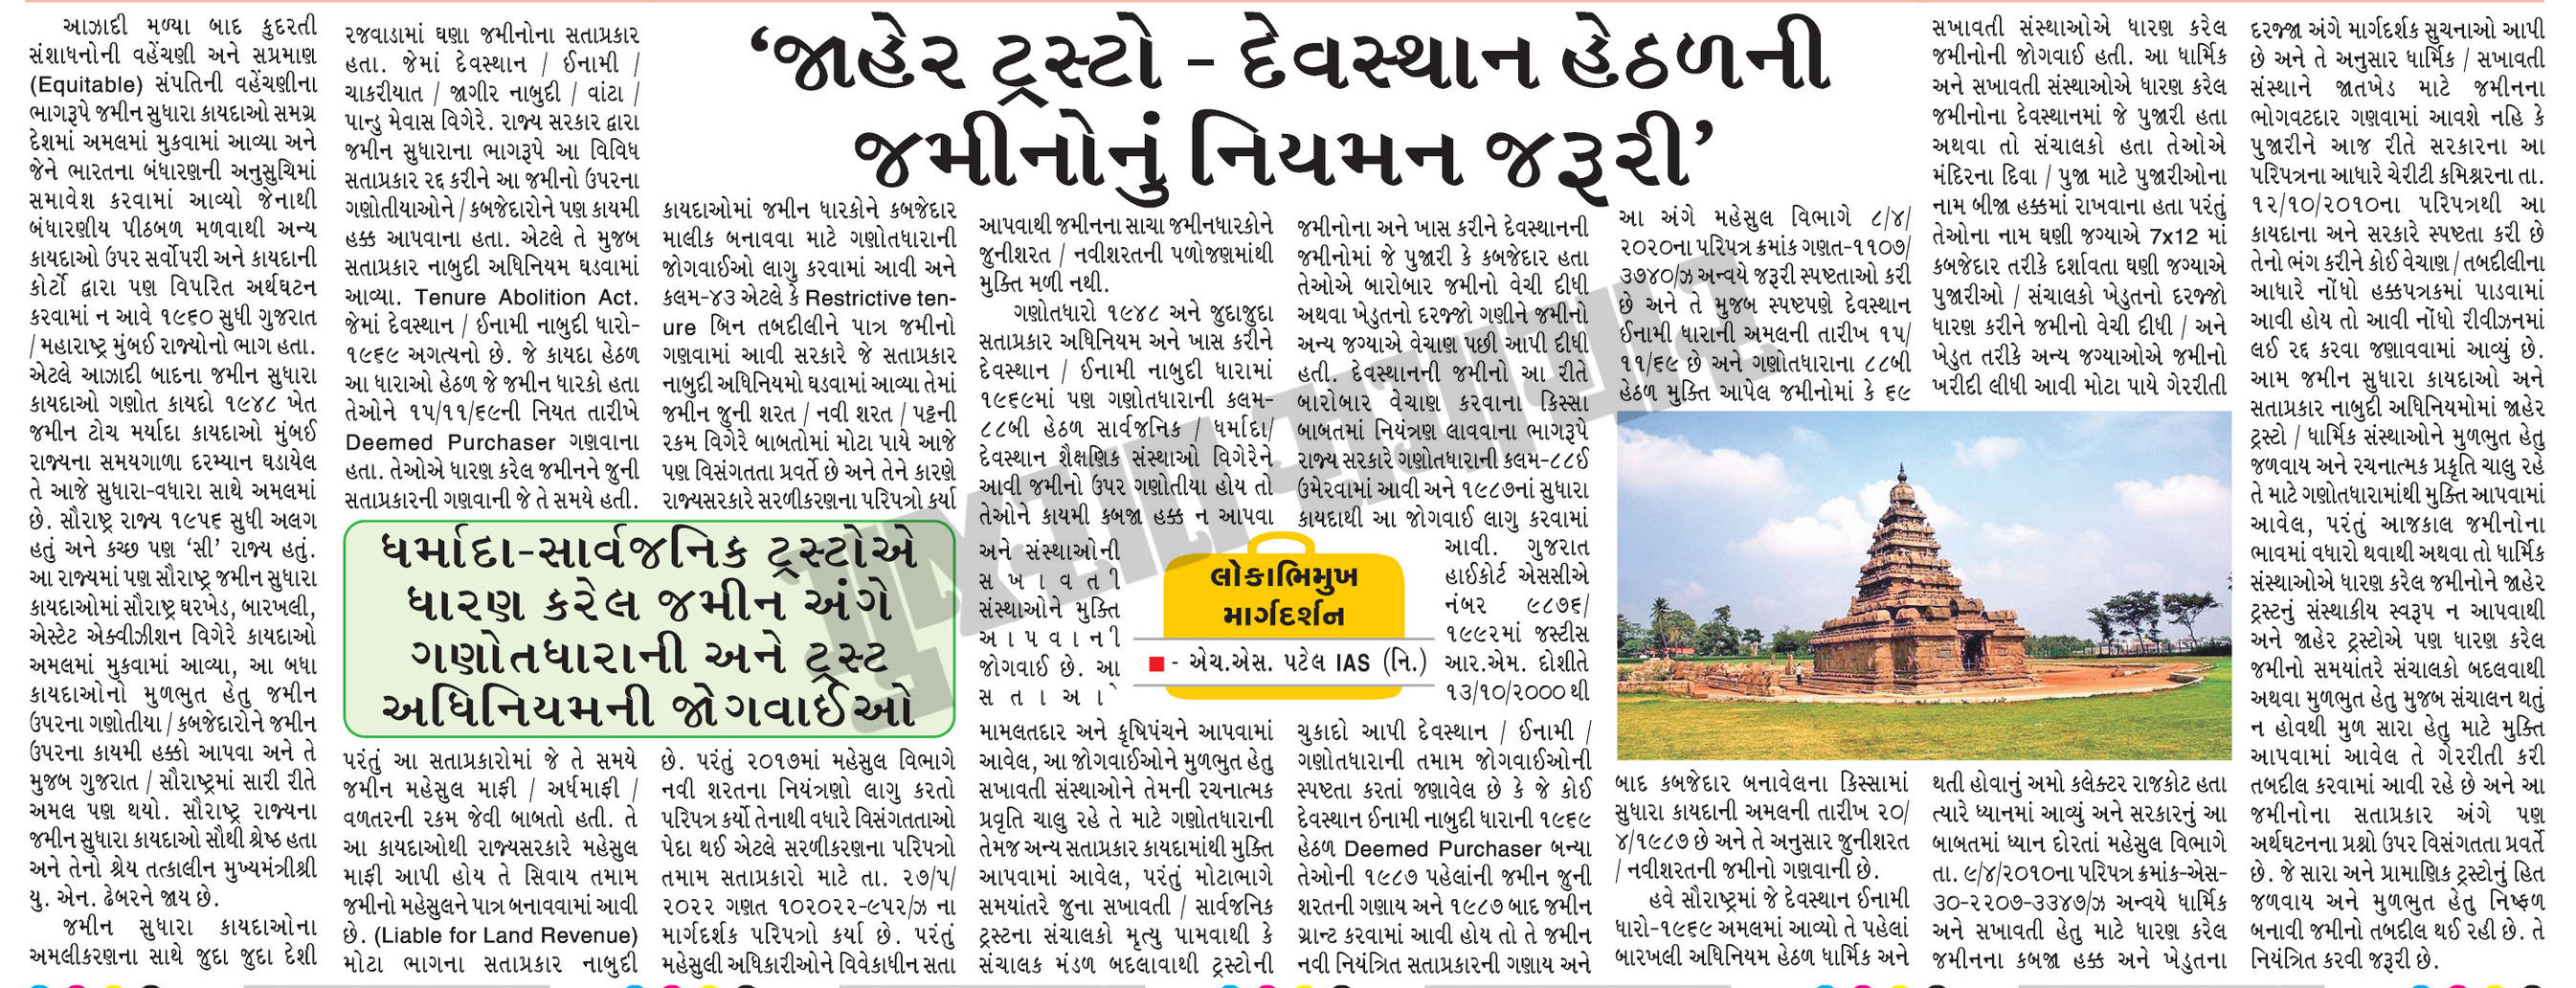 ‘જાહેર ટ્રસ્ટો - દેવસ્થાન હેઠળની
જમીનોનું નિયમન જરૂરી’
આઝાદી મળ્યા બાદ કુદરતી
સંશાધનોની વહેંચણી અને સપ્રમાણ
(Equitable) સંપતિની વહેંચણીના
ભાગરૂપે જમીન સુધારા કાયદાઓ સમગ્ર
દેશમાં અમલમાં મુકવામાં આવ્યા અને
જેને ભારતના બંધારણની અનુસુચિમાં
સમાવેશ કરવામાં આવ્યો જેનાથી
બંધારણીય પીઠબળ મળવાથી અન્ય
કાયદાઓ ઉપર સર્વોપરી અને કાયદાની
કોર્ટો દ્વારા પણ વિપરિત અર્થઘટન
કરવામાં ન આવે ૧૯૬૦ સુધી ગુજરાત
/ મહારાષ્ટ્ર મુંબઈ રાજ્યોનો ભાગ હતા.
એટલે આઝાદી બાદના જમીન સુધારા
કાયદાઓ ગણોત કાયદો ૧૯૪૮ ખેત
જમીન ટોચ મર્યાદા કાયદાઓ મુંબઈ
રાજ્યના સમયગાળા દરમ્યાન ઘડાયેલ
તે આજે સુધારા-વધારા સાથે અમલમાં
છે. સૌરાષ્ટ્ર રાજ્ય ૧૯૫૬ સુધી અલગ
હતું અને કચ્છ પણ ‘સી’ રાજ્ય હતું.
આ રાજ્યમાં પણ સૌરાષ્ટ્ર જમીન સુધારા
કાયદાઓમાં સૌરાષ્ટ્ર ઘરખેડ, બારખલી,
એસ્ટેટ એક્વીઝીશન વિગેરે કાયદાઓ
અમલમાં મુકવામાં આવ્યા, આ બધા
કાયદાઓનો મુળભુત હેતુ જમીન
ઉપરના ગણોતીયા / કબજેદારોને જમીન
ઉપરના કાયમી હક્કો આપવા અને તે
મુજબ ગુજરાત / સૌરાષ્ટ્રમાં સારી રીતે
અમલ પણ થયો. સૌરાષ્ટ્ર રાજ્યના
જમીન સુધારા કાયદાઓ સૌથી શ્રેષ્ઠ હતા
અને તેનો શ્રેય તત્કાલીન મુખ્યમંત્રીશ્રી
યુ. એન. ઢેબરને જાય છે.
જમીન સુધારા કાયદાઓના
અમલીકરણના સાથે જુદા જુદા દેશી
રજવાડામાં ઘણા જમીનોના સતાપ્રકાર
હતા. જેમાં દેવસ્થાન / ઈનામી /
ચાકરીયાત / જાગીર નાબુદી / વાંટા /
પાન્ડુ મેવાસ વિગેરે. રાજ્ય સરકાર દ્વારા
જમીન સુધારાના ભાગરૂપે આ વિવિધ
સતાપ્રકાર રદ્દ કરીને આ જમીનો ઉપરના
ગણોતીયાઓને / કબજેદારોને પણ કાયમી
હક્ક આપવાના હતા. એટલે તે મુજબ
સતાપ્રકાર નાબુદી અધિનિયમ ઘડવામાં
આવ્યા. Tenure Abolition Act.
જેમાં દેવસ્થાન / ઈનામી નાબુદી ધારો-
૧૯૬૯ અગત્યનો છે. જે કાયદા હેઠળ
આ ધારાઓ હેઠળ જે જમીન ધારકો હતા
તેઓને ૧૫/૧૧/૬૯ની નિયત તારીખે
Deemed Purchaser ગણવાના
હતા. તેઓએ ધારણ કરેલ જમીનને જુની
સતાપ્રકારની ગણવાની જે તે સમયે હતી.
ધર્માદા-સાર્વજનિક ટ્રસ્ટોએ
ધારણ કરેલ જમીન અંગે
ગણોતધારાની અને ટ્રસ્ટ
અધિનિયમની જોગવાઈઓ
પરંતુ આ સતાપ્રકારોમાં જે તે સમયે
જમીન મહેસુલ માફી / અર્ધમાફી /
વળતરની રકમ જેવી બાબતો હતી. તે
આ કાયદાઓથી રાજ્યસરકારે મહેસુલ
માફી આપી હોય તે સિવાય તમામ
જમીનો મહેસુલને પાત્ર બનાવવામાં આવી
છે. (Liable for Land Revenue)
મોટા ભાગના સતાપ્રકાર નાબુદી
કાયદાઓમાં જમીન ધારકોને કબજેદાર
માલીક બનાવવા માટે ગણોતધારાની
જોગવાઈઓ લાગુ કરવામાં આવી અને
કલમ-૪૩ એટલે કે Restrictive ten-
ure બિન તબદીલીને પાત્ર જમીનો
ગણવામાં આવી સરકારે જે સતાપ્રકાર
નાબુદી અધિનિયમો ઘડવામાં આવ્યા તેમાં
જમીન જુની શરત / નવી શરત / પટ્ટની
રકમ વિગેરે બાબતોમાં મોટા પાયે આજે
પણ વિસંગતતા પ્રવર્તે છે અને તેને કારણે
રાજ્યસરકારે સરળીકરણના પરિપત્રો કર્યા
છે. પરંતુ ૨૦૧૭માં મહેસુલ વિભાગે
નવી શરતના નિયંત્રણો લાગુ કરતો
પરિપત્ર કર્યો તેનાથી વધારે વિસંગતતાઓ
પેદા થઈ એટલે સરળીકરણના પરિપત્રો
તમામ સતાપ્રકારો માટે તા. ૨૭/૫/
૨૦૨૨ ગણત ૧૦૨૦૨૨-૯૫૨/ઝ ના
માર્ગદર્શક પરિપત્રો કર્યા છે. પરંતું
મહેસુલી અધિકારીઓને વિવેકાધીન સતા
આપવાથી જમીનના સાચા જમીનધારકોને
જુનીશરત / નવીશરતની પળોજણમાંથી
મુક્તિ મળી નથી.
ગણોતધારો ૧૯૪૮ અને જુદાજુદા
સતાપ્રકાર અધિનિયમ અને ખાસ કરીને
દેવસ્થાન / ઈનામી નાબુદી ધારામાં
૧૯૬૯માં પણ ગણોતધારાની કલમ-
૮૮બી હેઠળ સાર્વજનિક / ધર્માદા/
દેવસ્થાન શૈક્ષણિક સંસ્થાઓ વિગેરેને
આવી જમીનો ઉપર ગણોતીયા હોય તો
તેઓને કાયમી કબજા હક્ક ન આપવા
અને સંસ્થાઓની
સખાવતી
સંસ્થાઓને મુક્તિ
આપવાની
જોગવાઈ છે. આ
સતાઓ
મામલતદાર અને કૃષિપંચને આપવામાં
આવેલ, આ જોગવાઈઓને મુળભુત હેતુ
સખાવતી સંસ્થાઓને તેમની રચનાત્મક
પ્રવૃતિ ચાલુ રહે તે માટે ગણોતધારાની
તેમજ અન્ય સતાપ્રકાર કાયદામાંથી મુક્તિ
આપવામાં આવેલ, પરંતું મોટાભાગે
સમયાંતરે જુના સખાવતી / સાર્વજનિક
ટ્રસ્ટના સંચાલકો મૃત્યુ પામવાથી કે
સંચાલક મંડળ બદલાવાથી ટ્રસ્ટોની
લોકાભિમુખ
માર્ગદર્શન
- એચ.એસ. પટેલ IAS (નિ.)
જમીનોના અને ખાસ કરીને દેવસ્થાનની
જમીનોમાં જે પુજારી કે કબજેદાર હતા
તેઓએ બારોબાર જમીનો વેચી દીધી
અથવા ખેડુતનો દરજ્જો ગણીને જમીનો
અન્ય જગ્યાએ વેચાણ પછી આપી દીધી
હતી. દેવસ્થાનની જમીનો આ રીતે
બારોબાર વેચાણ કરવાના કિસ્સા
બાબતમાં નિયંત્રણ લાવવાના ભાગરૂપે
રાજ્ય સરકારે ગણોતધારાની કલમ-૮૮ઈ
ઉમેરવામાં આવી અને ૧૯૮૭નાં સુધારા
કાયદાથી આ જોગવાઈ લાગુ કરવામાં
આવી. ગુજરાત
હાઈકોર્ટ એસસીએ
નંબર ૯૮૭૬/
૧૯૯૨માં જસ્ટીસ
આર.એમ. દોશીતે
૧૩/૧૦/૨૦૦૦ થી
ચુકાદો આપી દેવસ્થાન / ઈનામી /
ગણોતધારાની તમામ જોગવાઈઓની
સ્પષ્ટતા કરતાં જણાવેલ છે કે જે કોઈ
દેવસ્થાન ઈનામી નાબુદી ધારાની ૧૯૬૯
હેઠળ Deemed Purchaser બન્યા
તેઓની ૧૯૮૭ પહેલાંની જમીન જુની
શરતની ગણાય અને ૧૯૮૭ બાદ જમીન
ગ્રાન્ટ કરવામાં આવી હોય તો તે જમીન
નવી નિયંત્રિત સતાપ્રકારની ગણાય અને
આ અંગે મહેસુલ વિભાગે ૮/૪/
૨૦૨૦ના પરિપત્ર ક્રમાંક ગણત-૧૧૦૭/
૩૭૪૦/ઝ અન્વયે જરૂરી સ્પષ્ટતાઓ કરી
છે અને તે મુજબ સ્પષ્ટપણે દેવસ્થાન
ઈનામી ધારાની અમલની તારીખ ૧૫/
૧૧/૬૯ છે અને ગણોતધારાના ૮૮બી
હેઠળ મુક્તિ આપેલ જમીનોમાં કે ૬૯
બાદ કબજેદાર બનાવેલના કિસ્સામાં
સુધારા કાયદાની અમલની તારીખ ૨૦/
૪/૧૯૮૭ છે અને તે અનુસાર જુનીશરત
/ નવીશરતની જમીનો ગણવાની છે.
હવે સૌરાષ્ટ્રમાં જે દેવસ્થાન ઈનામી
ધારો-૧૯૬૯ અમલમાં આવ્યો તે પહેલાં
બારખલી અધિનિયમ હેઠળ ધાર્મિક અને
સખાવતી સંસ્થાઓએ ધારણ કરેલ
જમીનોની જોગવાઈ હતી. આ ધાર્મિક
અને સખાવતી સંસ્થાઓએ ધારણ કરેલ
જમીનોના દેવસ્થાનમાં જે પુજારી હતા
અથવા તો સંચાલકો હતા તેઓએ
મંદિરના દિવા / પુજા માટે પુજારીઓના
નામ બીજા હક્કમાં રાખવાના હતા પરંતું
તેઓના નામ ઘણી જગ્યાએ 7x12 માં
કબજેદાર તરીકે દર્શાવતા ઘણી જગ્યાએ
પુજારીઓ / સંચાલકો ખેડુતનો દરજ્જો
ધારણ કરીને જમીનો વેચી દીધી / અને
ખેડુત તરીકે અન્ય જગ્યાઓએ જમીનો
ખરીદી લીધી આવી મોટા પાયે ગેરરીતી
થતી હોવાનું અમો કલેક્ટર રાજકોટ હતા
ત્યારે ધ્યાનમાં આવ્યું અને સરકારનું આ
બાબતમાં ધ્યાન દોરતાં મહેસુલ વિભાગે
તા. ૯/૪/૨૦૧૦ના પરિપત્ર ક્રમાંક-એસ-
૩૦-૨૨૦૭-૩૩૪૭/ઝ અન્વયે ધાર્મિક
અને સખાવતી હેતુ માટે ધારણ કરેલ
જમીનના કબજા હક્ક અને ખેડુતના
દરજ્જા અંગે માર્ગદર્શક સુચનાઓ આપી
છે અને તે અનુસાર ધાર્મિક / સખાવતી
સંસ્થાને જાતખેડ માટે જમીનના
ભોગવટદાર ગણવામાં આવશે નહિ કે
પુજારીને આજ રીતે સરકારના આ
પરિપત્રના આધારે ચેરીટી કમિશ્નરના તા.
૧૨/૧૦/૨૦૧૦ના પરિપત્રથી આ
કાયદાના અને સરકારે સ્પષ્ટતા કરી છે
તેનો ભંગ કરીને કોઈ વેચાણ / તબદીલીના
આધારે નોંધો હક્કપત્રકમાં પાડવામાં
આવી હોય તો આવી નોંધો રીવીઝનમાં
લઈ રદ્દ કરવા જણાવવામાં આવ્યું છે.
આમ જમીન સુધારા કાયદાઓ અને
સતાપ્રકાર નાબુદી અધિનિયમોમાં જાહેર
ટ્રસ્ટો / ધાર્મિક સંસ્થાઓને મુળભુત હેતુ
જળવાય અને રચનાત્મક પ્રકૃતિ ચાલુ રહે
તે માટે ગણોતધારામાંથી મુક્તિ આપવામાં
આવેલ, પરંતું આજકાલ જમીનોના
ભાવમાં વધારો થવાથી અથવા તો ધાર્મિક
સંસ્થાઓએ ધારણ કરેલ જમીનોને જાહેર
ટ્રસ્ટનું સંસ્થાકીય સ્વરૂપ ન આપવાથી
અને જાહેર ટ્રસ્ટોએ પણ ધારણ કરેલ
જમીનો સમયાંતરે સંચાલકો બદલવાથી
અથવા મુળભુત હેતુ મુજબ સંચાલન થતું
ન હોવથી મુળ સારા હેતુ માટે મુક્તિ
આપવામાં આવેલ તે ગેરરીતી કરી
તબદીલ કરવામાં આવી રહે છે અને આ
જમીનોના સતાપ્રકાર અંગે પણ
અર્થઘટનના પ્રશ્નો ઉપર વિસંગતતા પ્રવર્તે
છે. જે સારા અને પ્રામાણિક ટ્રસ્ટોનું હિત
જળવાય અને મુળભુત હેતુ નિષ્ફળ
બનાવી જમીનો તબદીલ થઈ રહી છે. તે
નિયંત્રિત કરવી જરૂરી છે.